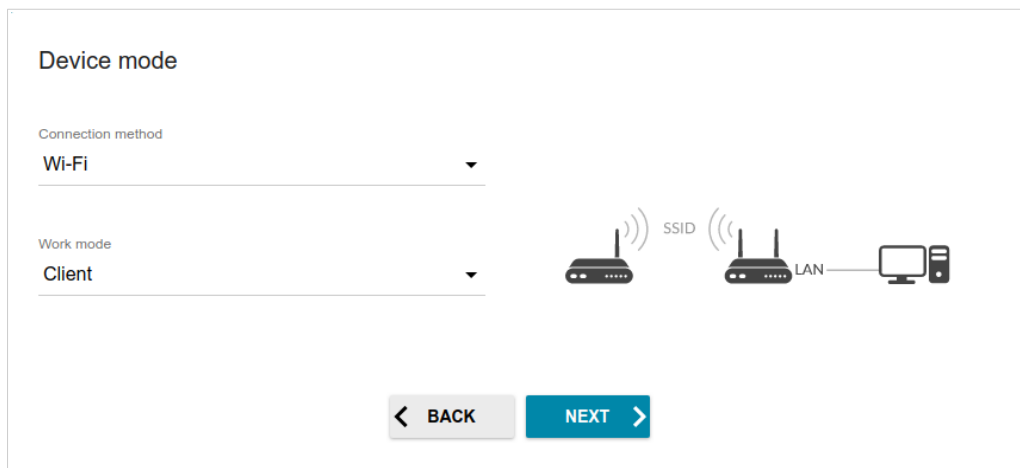 Device mode
Connection method
Wi-Fi
Work mode
Client
SSID
LAN
BACK
NEXT